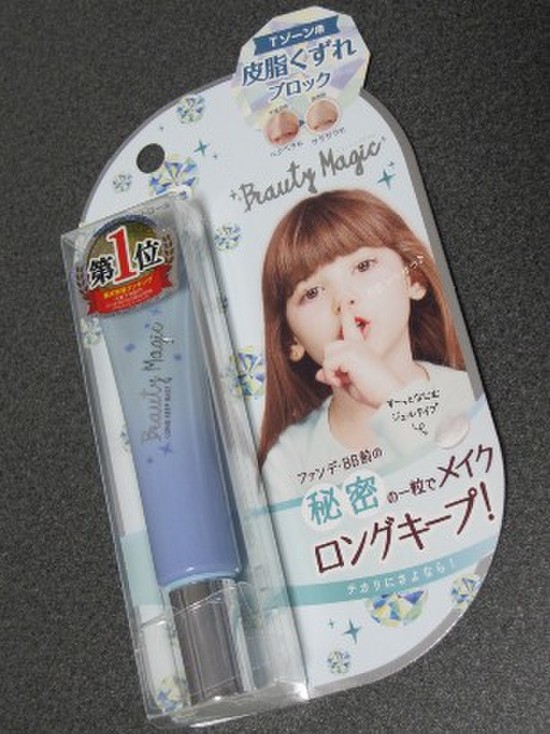 Tゾーン用
皮脂くずれ
ブロック
Beauty Magic
第1位
Beauty Magic
LONG KEEP BASE
すーっとなじむ
ジェルタイプ
ファンデ・BB前の
秘密の一粒でメイク
ロングキープ!
テカリにさよなら!